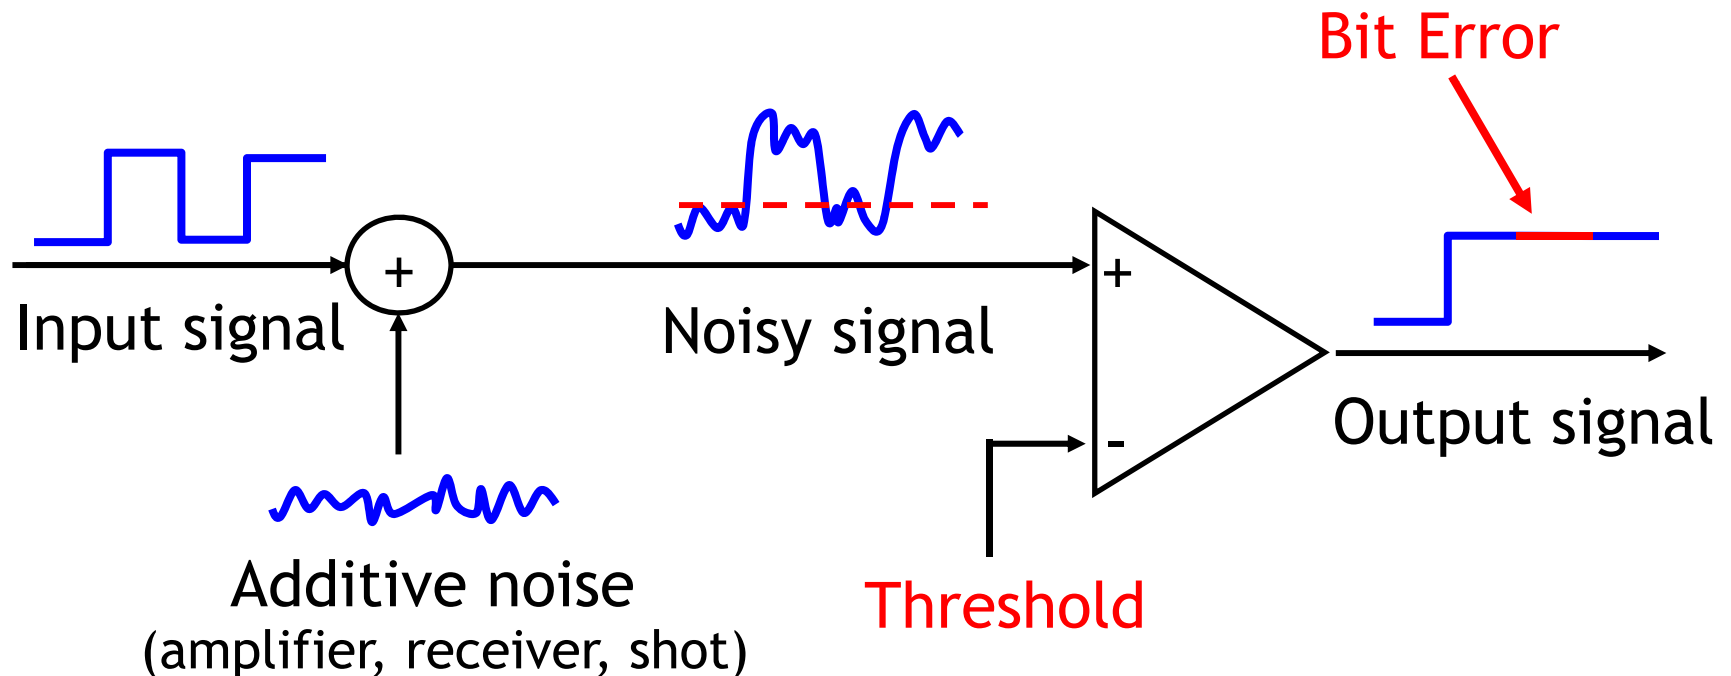 Bit Error
+
Input signal
Noisy signal
+
-
Output signal
Additive noise
(amplifier, receiver, shot)
Threshold